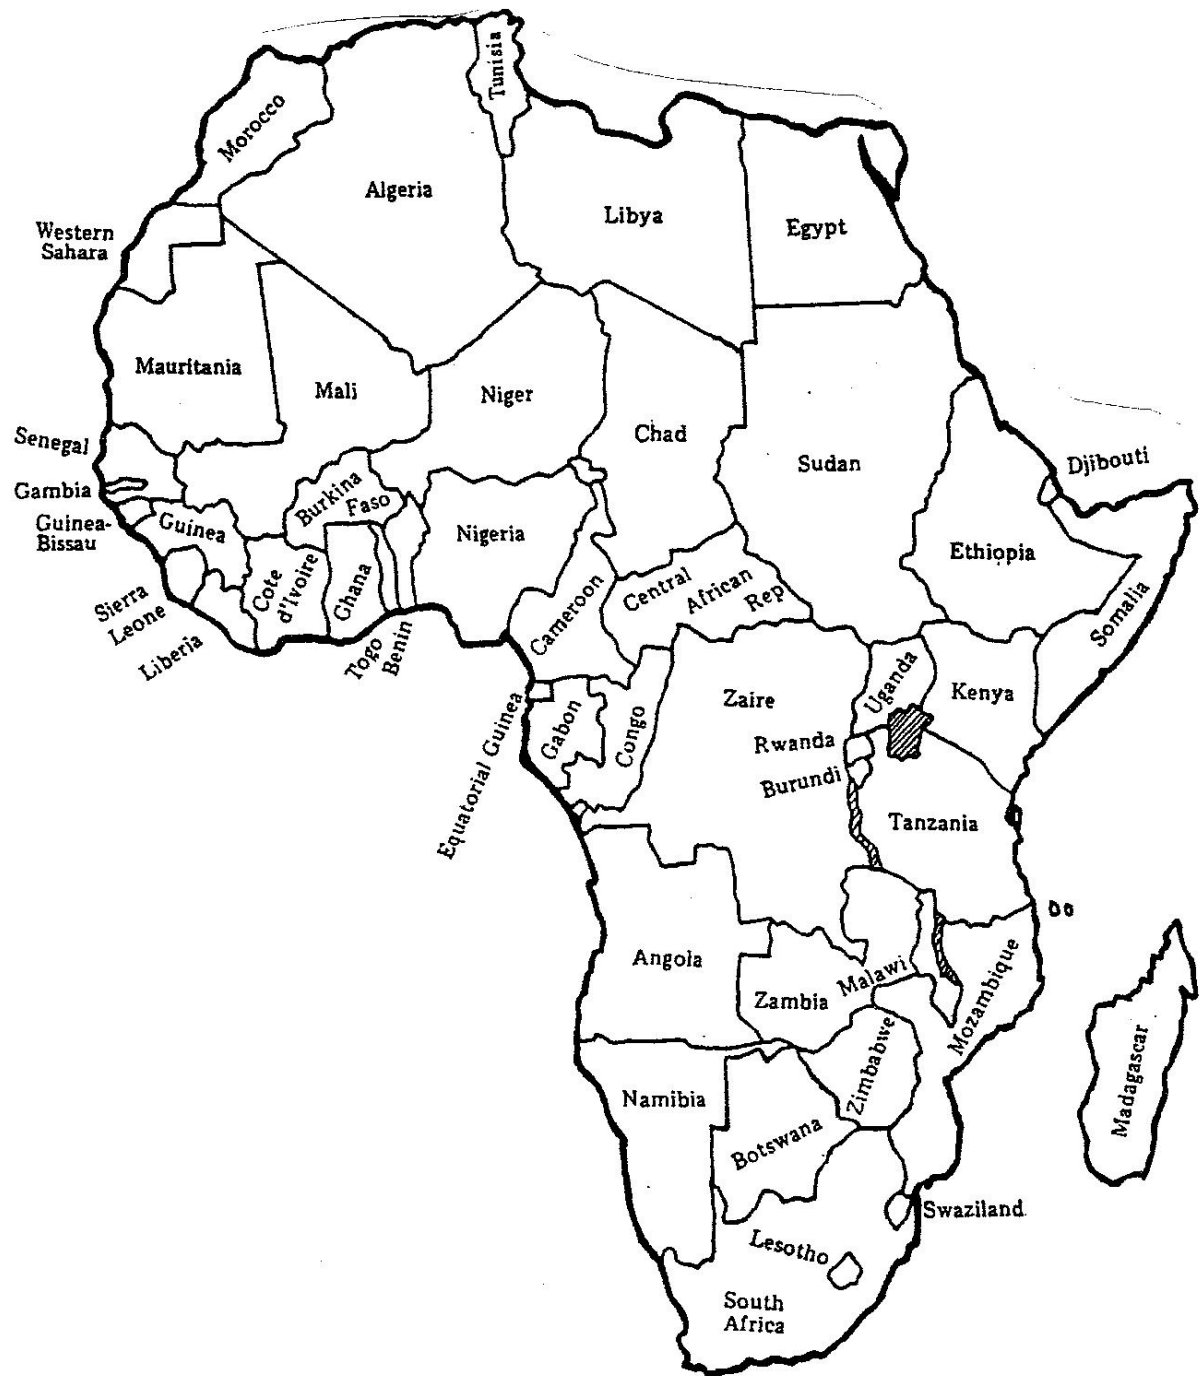 Tunisia
Morocco
Algeria
Libya
Egypt
Western
Sahara
Mauritania
Mali
Niger
Chad
Sudan
Senegal
Gambia
Guinea-
Bissau
Guinea
Burkina
Faso
Nigeria
Djibouti
Ethiopia
Somalia
Sierra
Leone
Liberia
Cote
d'Ivoire
Ghana
Togo
Benin
Cameroon
Central
African
Rep
Equatorial Guinea
Gabon
Congo
Zaire
Uganda
Kenya
Rwanda
Burundi
Tanzania
Angola
Zambia
Malawi
Mozambique
Madagascar
Namibia
Zimbabwe
Botswana
Swaziland
Lesotho
South
Africa